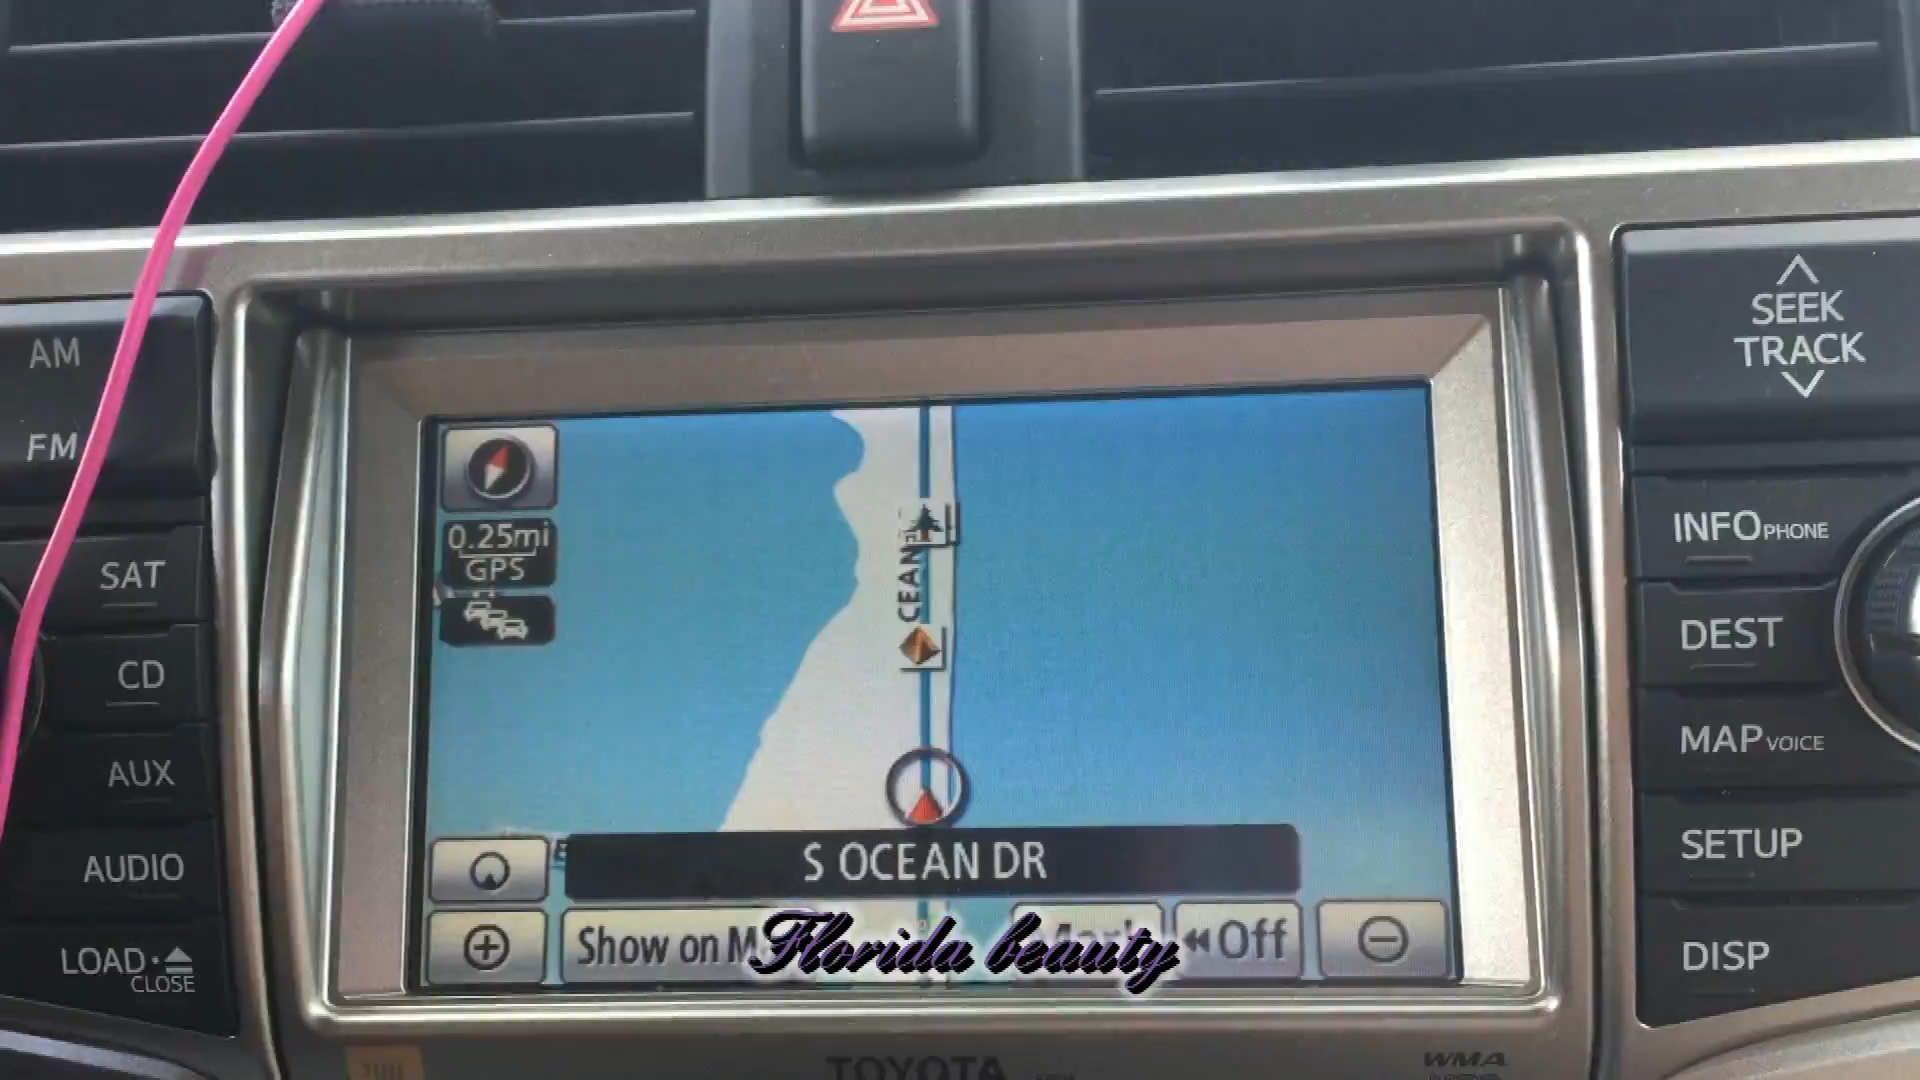 AM
FM
SAT
CD
AUX
AUDIO
LOAD
CLOSE
0.25mi
GPS
OCEAN
S OCEAN DR
Show on
Off
Florida beauty
SEEK
TRACK
INFO PHONE
DEST
MAP VOICE
SETUP
DISP
TOYOTA
WMA